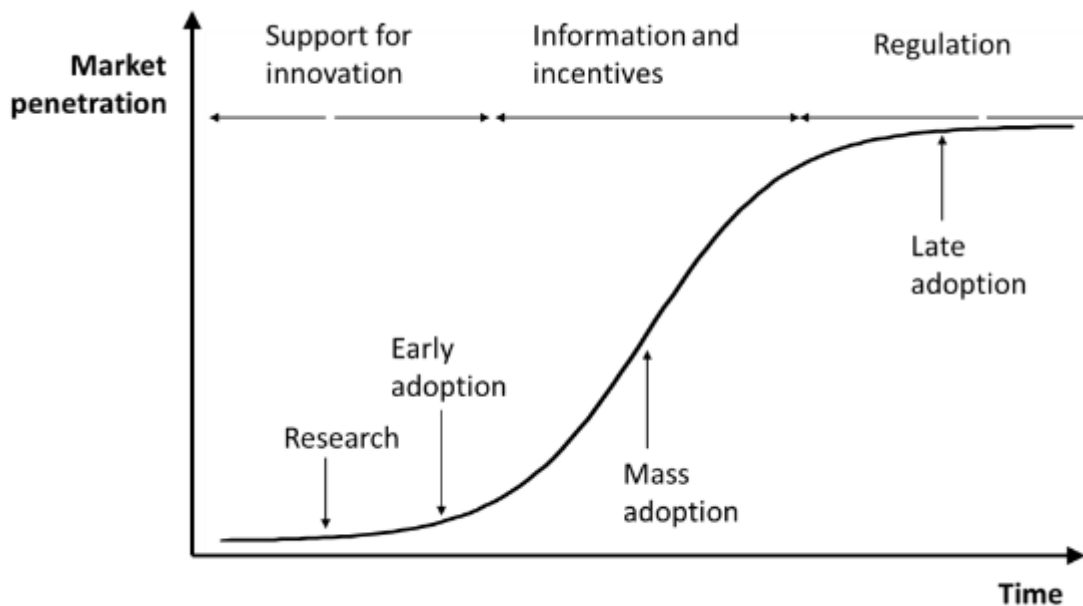 Market
penetration
Support for
innovation
Information and
incentives
Regulation
Late
adoption
Early
adoption
Research
Mass
adoption
Time